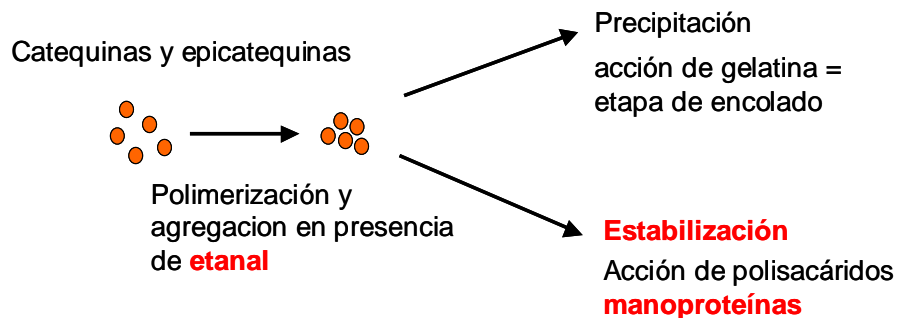 Catequinas y epicatequinas
Polimerización y
agregacion en presencia
de etanal
Precipitación
acción de gelatina =
etapa de encolado
Estabilización
Acción de polisacáridos
manoproteínas